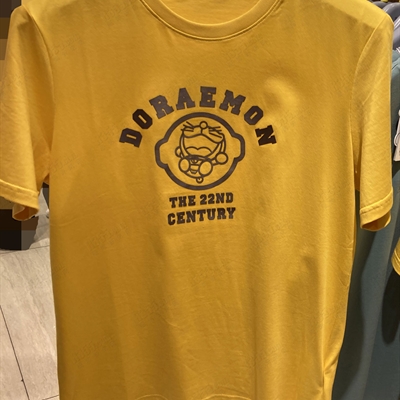 DORAEMON
THE 22ND
CENTURY